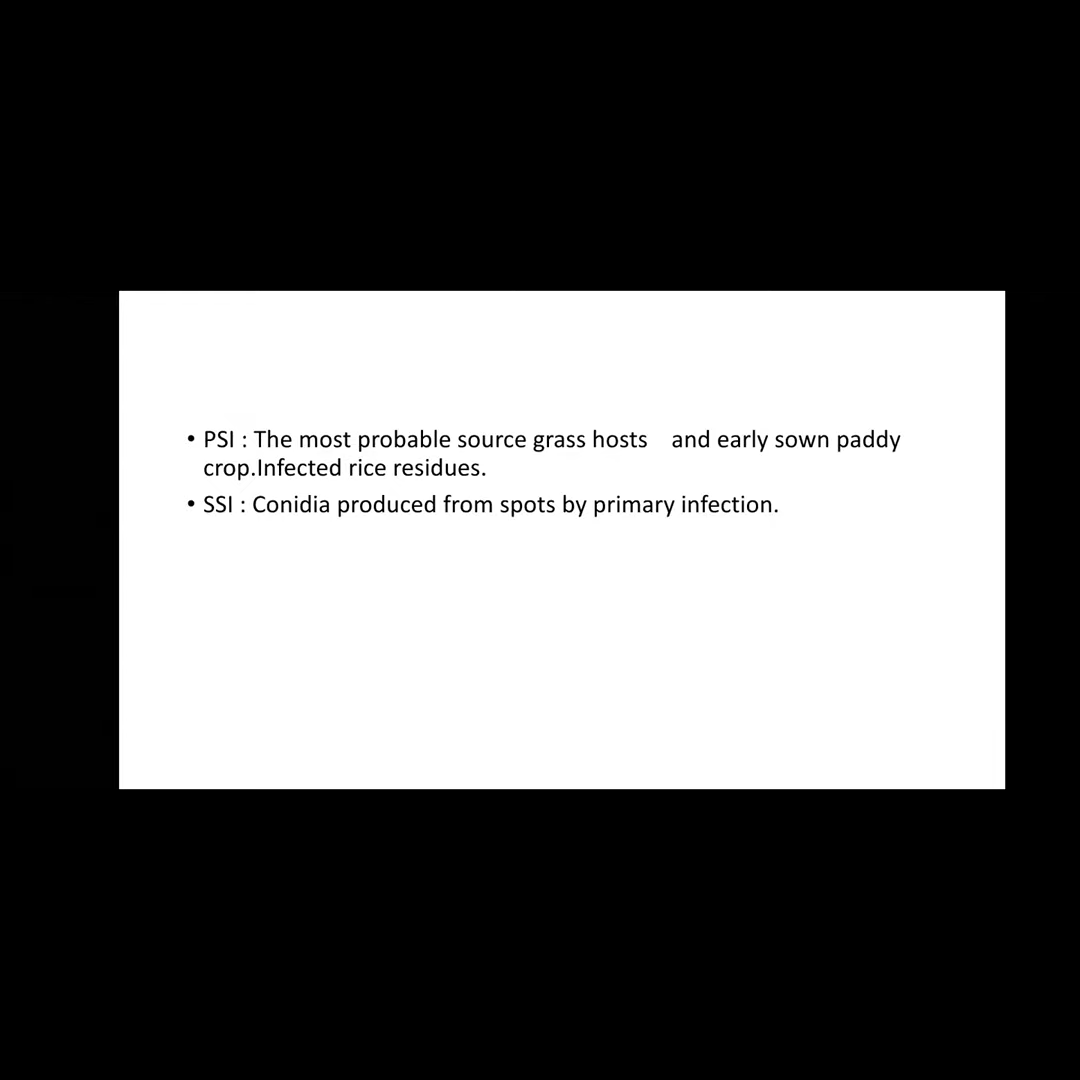 • PSI : The most probable source grass hosts    and early sown paddy
crop.Infected rice residues.
• SSI : Conidia produced from spots by primary infection.